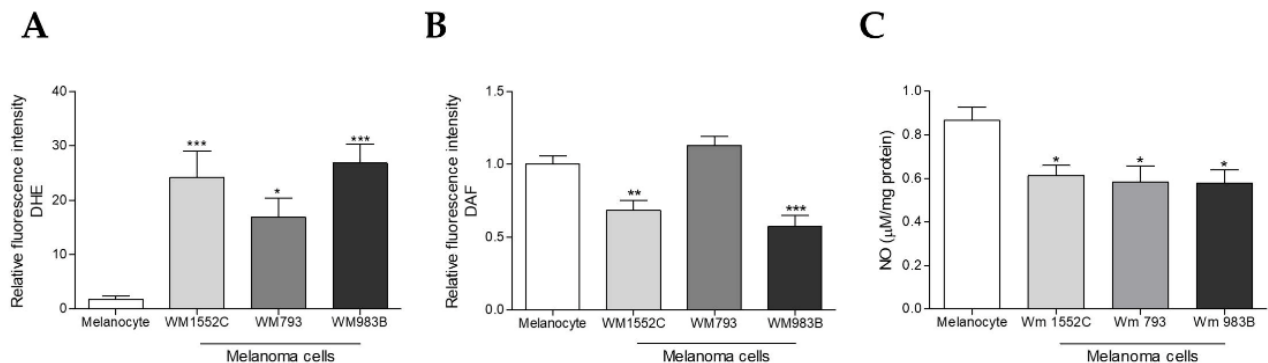 A
Relative fluorescence intensity
DHE
40
30
20
10
0
***
*
***
Melanocyte WM1552C WM793 WM983B
Melanoma cells
B
Relative fluorescence intensity
DAF
1.5
1.0
0.5
0.0
**
***
Melanocyte WM1552C WM793 WM983B
Melanoma cells
C
NO (µM/mg protein)
1.0
0.8
0.6
0.4
0.2
0.0
*
*
*
Melanocyte Wm 1552C Wm 793 Wm 983B
Melanoma cells